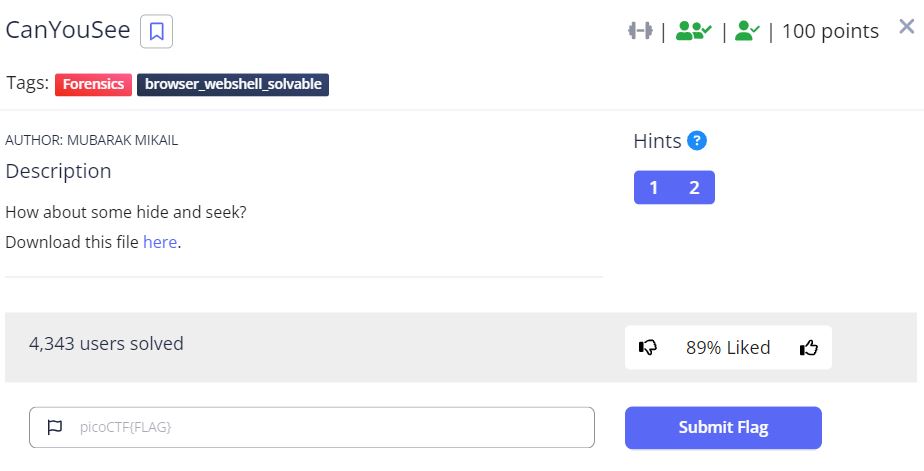 CanYouSee
| | | 100 points
Tags: Forensics browser_webshell_solvable
AUTHOR: MUBARAK MIKAIL
Hints ?
Description
1 2
How about some hide and seek?
Download this file here.
4,343 users solved
89% Liked
picoCTF{FLAG}
Submit Flag